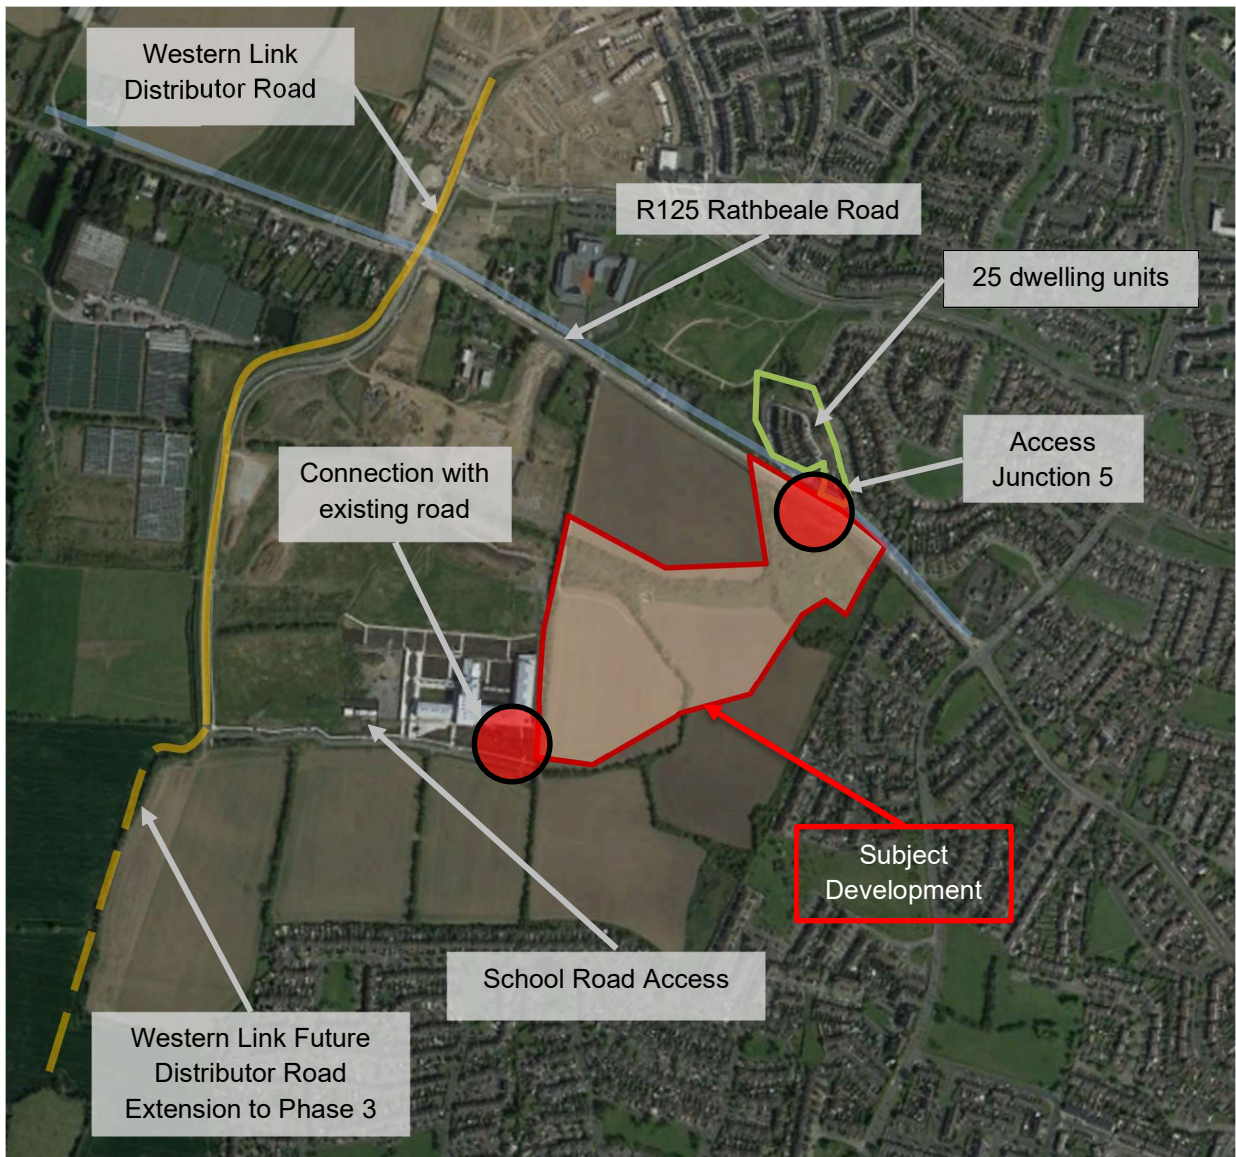 Western Link
Distributor Road
R125 Rathbeale Road
25 dwelling units
Access
Junction 5
Connection with
existing road
Subject
Development
School Road Access
Western Link Future
Distributor Road
Extension to Phase 3